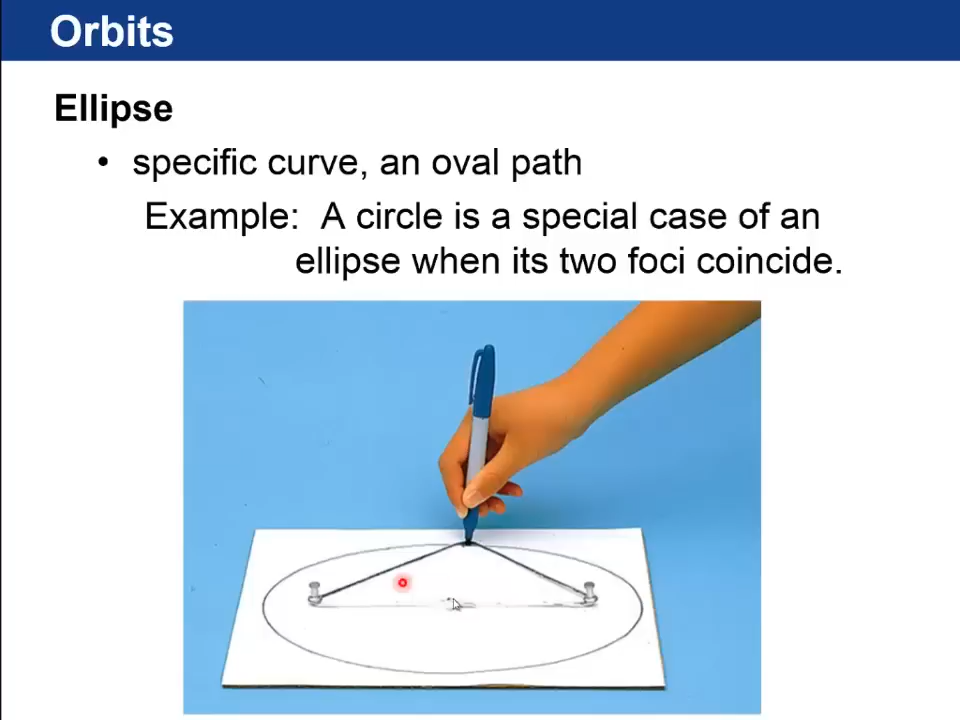 Orbits
Ellipse
• specific curve, an oval path
Example: A circle is a special case of an
ellipse when its two foci coincide.